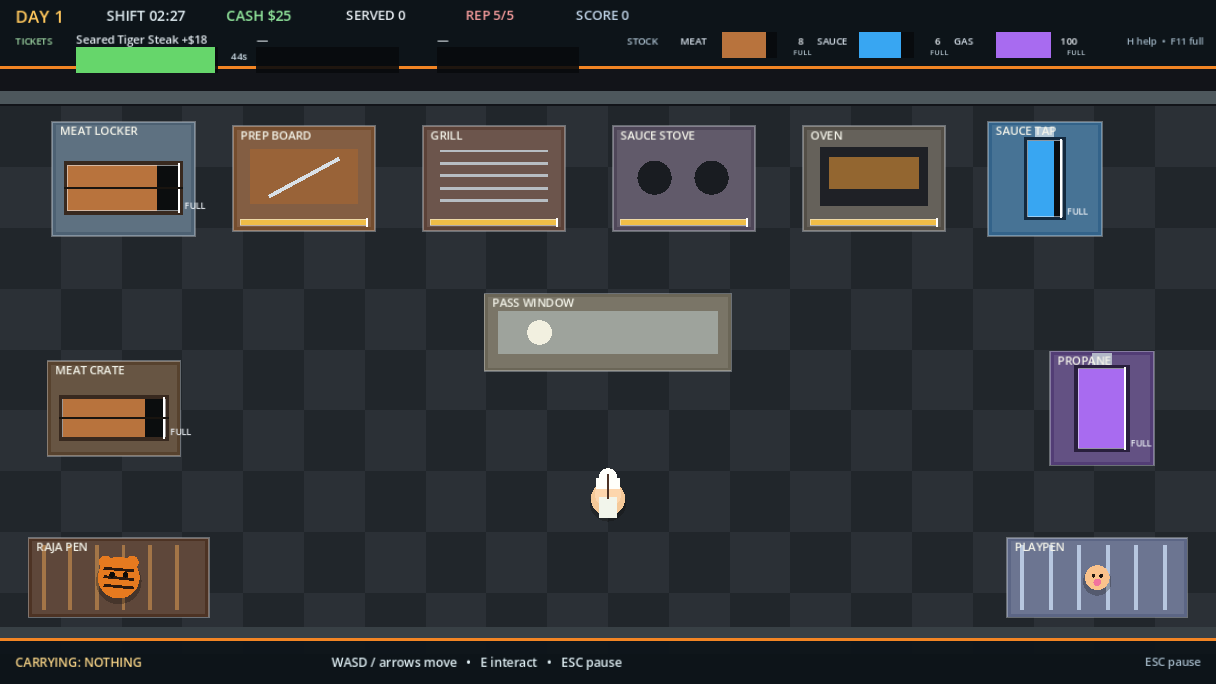 DAY 1 SHIFT 02:27 CASH $25 SERVED 0 REP 5/5 SCORE 0
TICKETS Seared Tiger Steak +$18 44s — — STOCK MEAT 8 FULL SAUCE 6 FULL GAS 100 FULL H help • F11 full
MEAT LOCKER
FULL
PREP BOARD
GRILL
SAUCE STOVE
OVEN
SAUCE TAP
FULL
PASS WINDOW
MEAT CRATE
FULL
PROPANE
FULL
RAJA PEN
PLAYPEN
CARRYING: NOTHING WASD / arrows move • E interact • ESC pause ESC pause